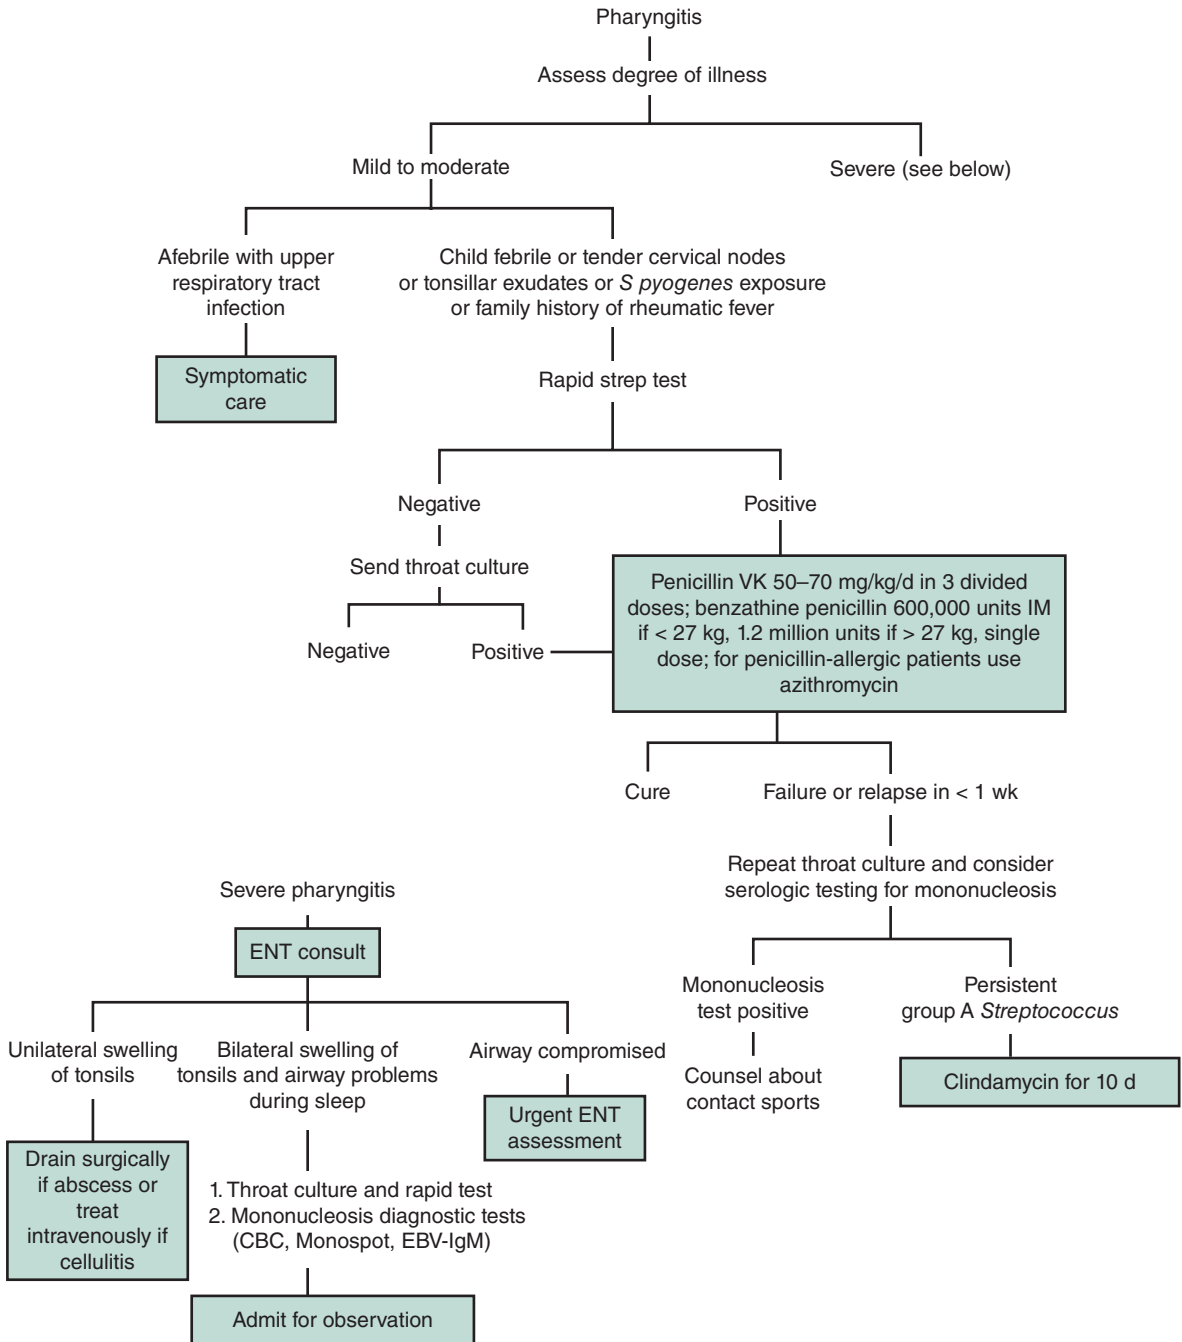 Pharyngitis
Assess degree of illness
Mild to moderate
Severe (see below)
Afebrile with upper
respiratory tract
infection
Child febrile or tender cervical nodes
or tonsillar exudates or S pyogenes exposure
or family history of rheumatic fever
Symptomatic
care
Rapid strep test
Negative
Positive
Send throat culture
Negative
Positive
Penicillin VK 50–70 mg/kg/d in 3 divided
doses; benzathine penicillin 600,000 units IM
if < 27 kg, 1.2 million units if > 27 kg, single
dose; for penicillin-allergic patients use
azithromycin
Cure
Failure or relapse in < 1 wk
Repeat throat culture and consider
serologic testing for mononucleosis
Mononucleosis
test positive
Persistent
group A Streptococcus
Counsel about
contact sports
Clindamycin for 10 d
Severe pharyngitis
ENT consult
Unilateral swelling
of tonsils
Bilateral swelling of
tonsils and airway problems
during sleep
Airway compromised
Urgent ENT
assessment
Drain surgically
if abscess or
treat
intravenously if
cellulitis
1. Throat culture and rapid test
2. Mononucleosis diagnostic tests
(CBC, Monospot, EBV-IgM)
Admit for observation